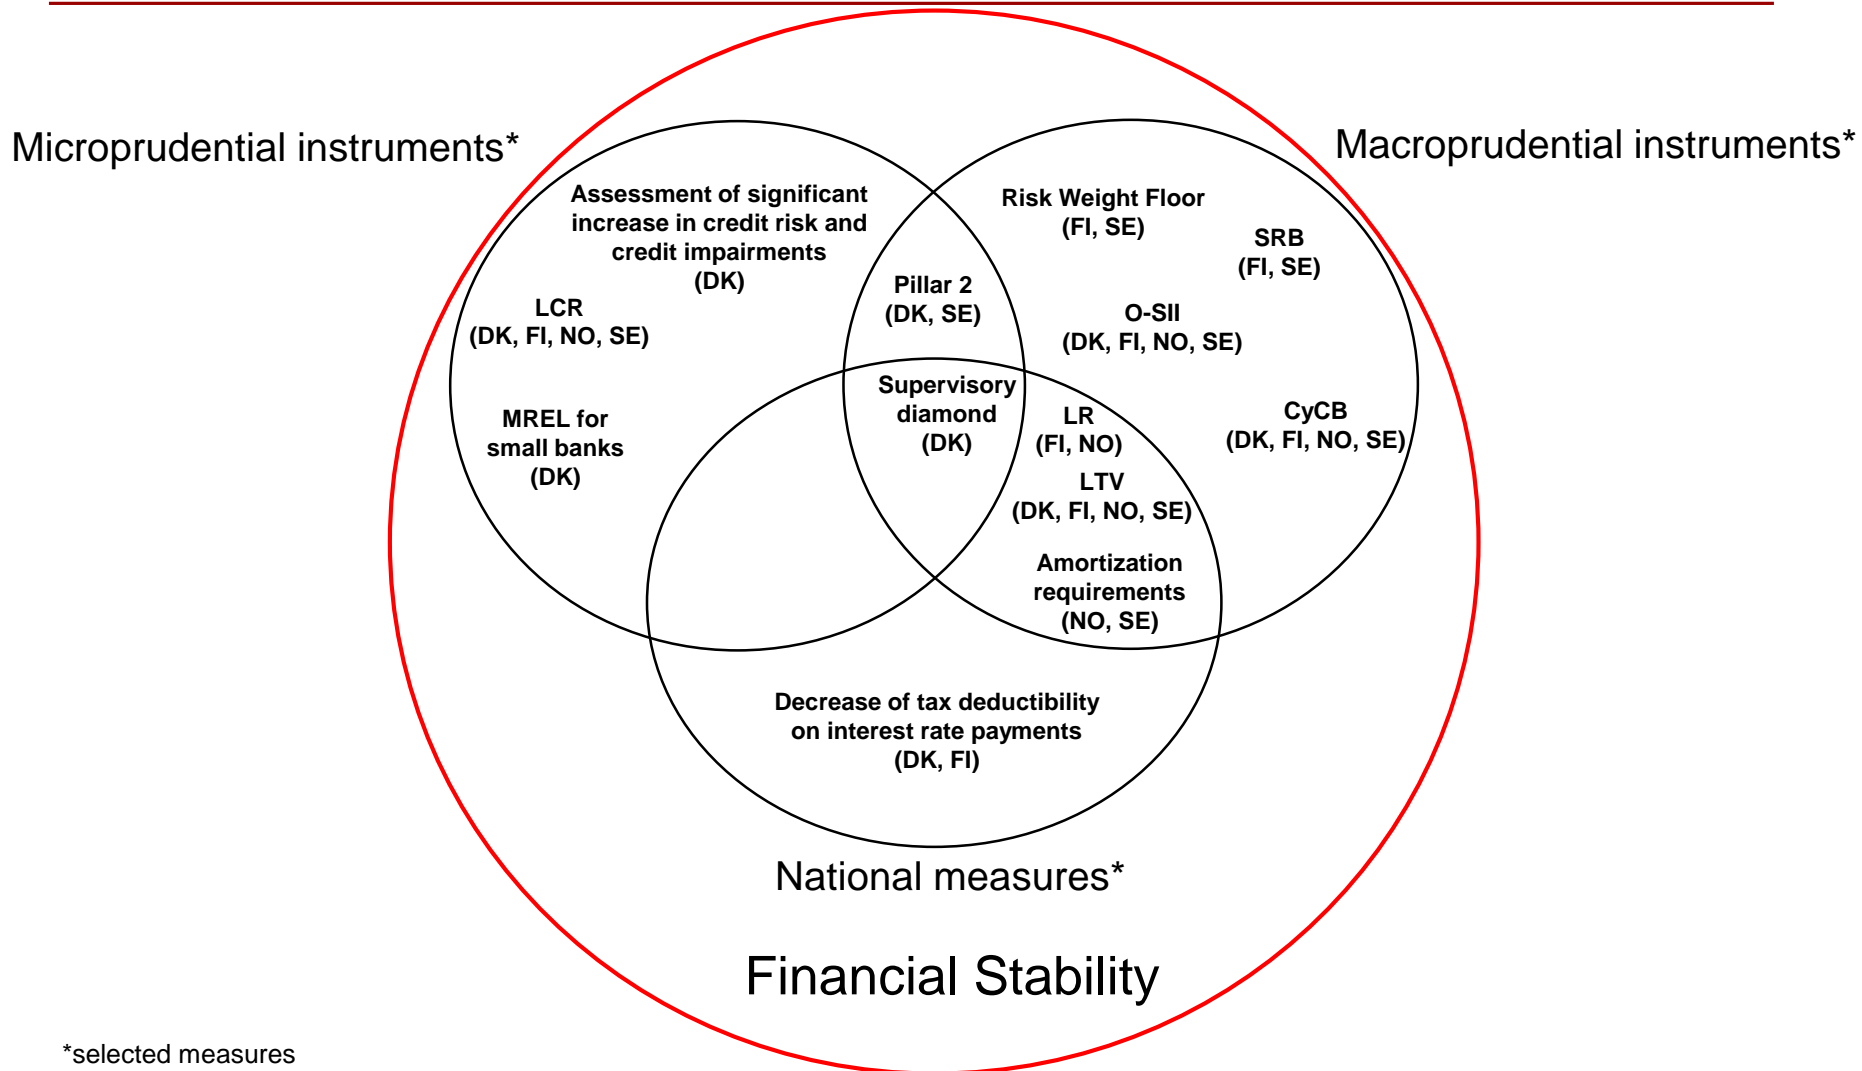 Microprudential instruments*
Macroprudential instruments*
Assessment of significant
increase in credit risk and
credit impairments
(DK)
LCR
(DK, FI, NO, SE)
MREL for
small banks
(DK)
Pillar 2
(DK, SE)
Supervisory
diamond
(DK)
Risk Weight Floor
(FI, SE)
SRB
(FI, SE)
O-SII
(DK, FI, NO, SE)
CyCB
(DK, FI, NO, SE)
LR
(FI, NO)
LTV
(DK, FI, NO, SE)
Amortization
requirements
(NO, SE)
Decrease of tax deductibility
on interest rate payments
(DK, FI)
National measures*
Financial Stability
*selected measures